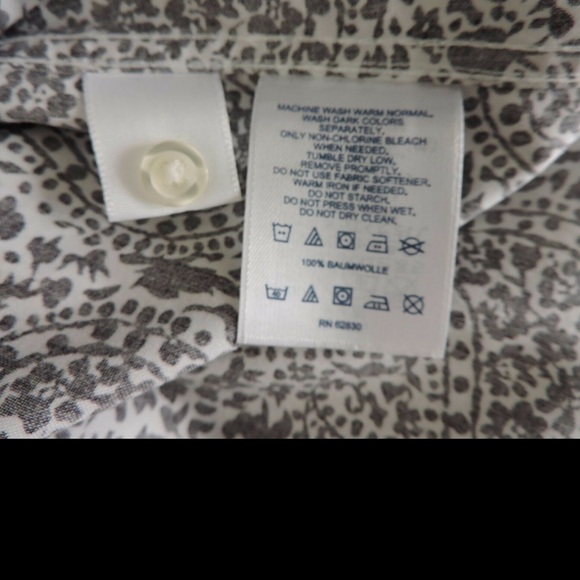 MACHINE WASH WARM NORMAL.
WASH DARK COLORS
SEPARATELY.
ONLY NON-CHLORINE BLEACH
WHEN NEEDED.
TUMBLE DRY LOW.
REMOVE PROMPTLY.
DO NOT USE FABRIC SOFTENER.
WARM IRON IF NEEDED.
DO NOT STARCH.
DO NOT PRESS WHEN WET.
DO NOT DRY CLEAN.
100% BAUMWOLLE
40
RN 62830